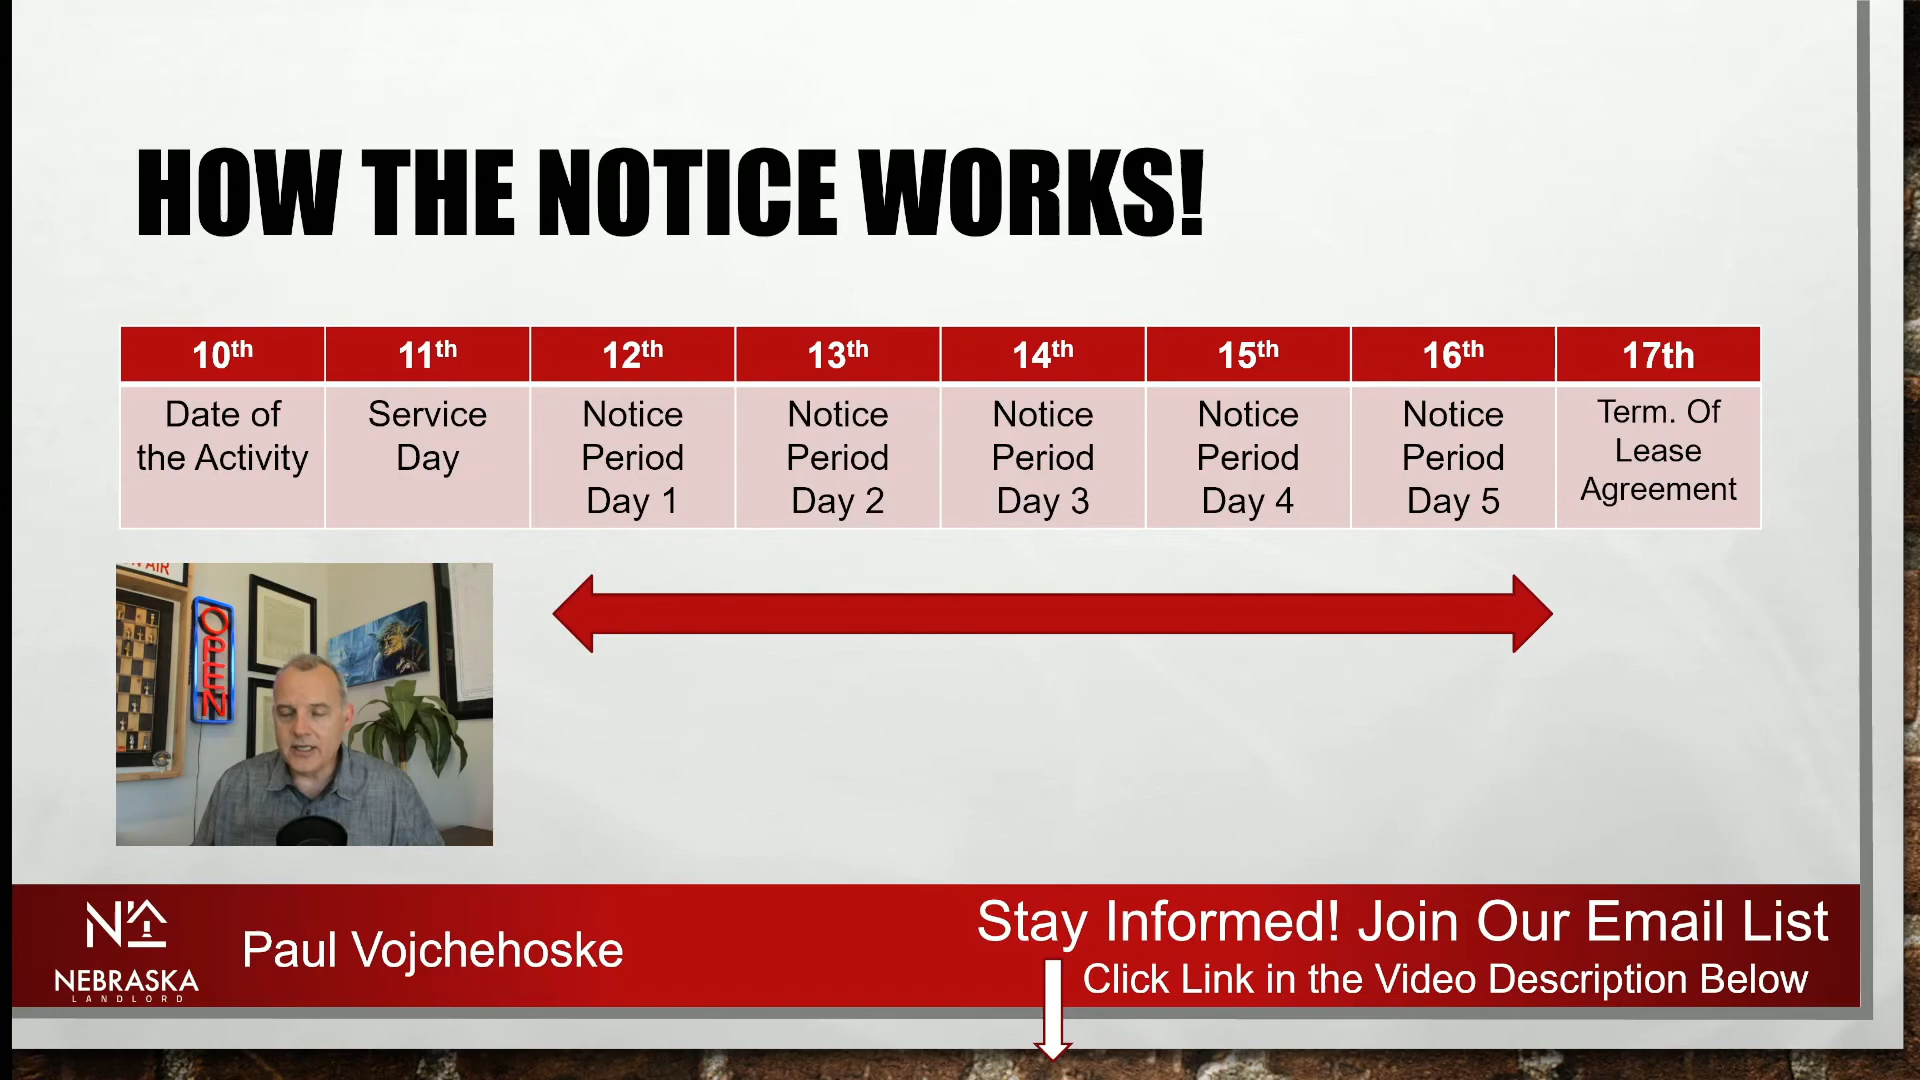 HOW THE NOTICE WORKS!
10th 11th 12th 13th 14th 15th 16th 17th
Date of
the Activity
Service
Day
Notice
Period
Day 1
Notice
Period
Day 2
Notice
Period
Day 3
Notice
Period
Day 4
Notice
Period
Day 5
Term. Of
Lease
Agreement
AIR
OPEN
NEBRASKA
LANDLORD
Paul Vojchehoske
Stay Informed! Join Our Email List
Click Link in the Video Description Below